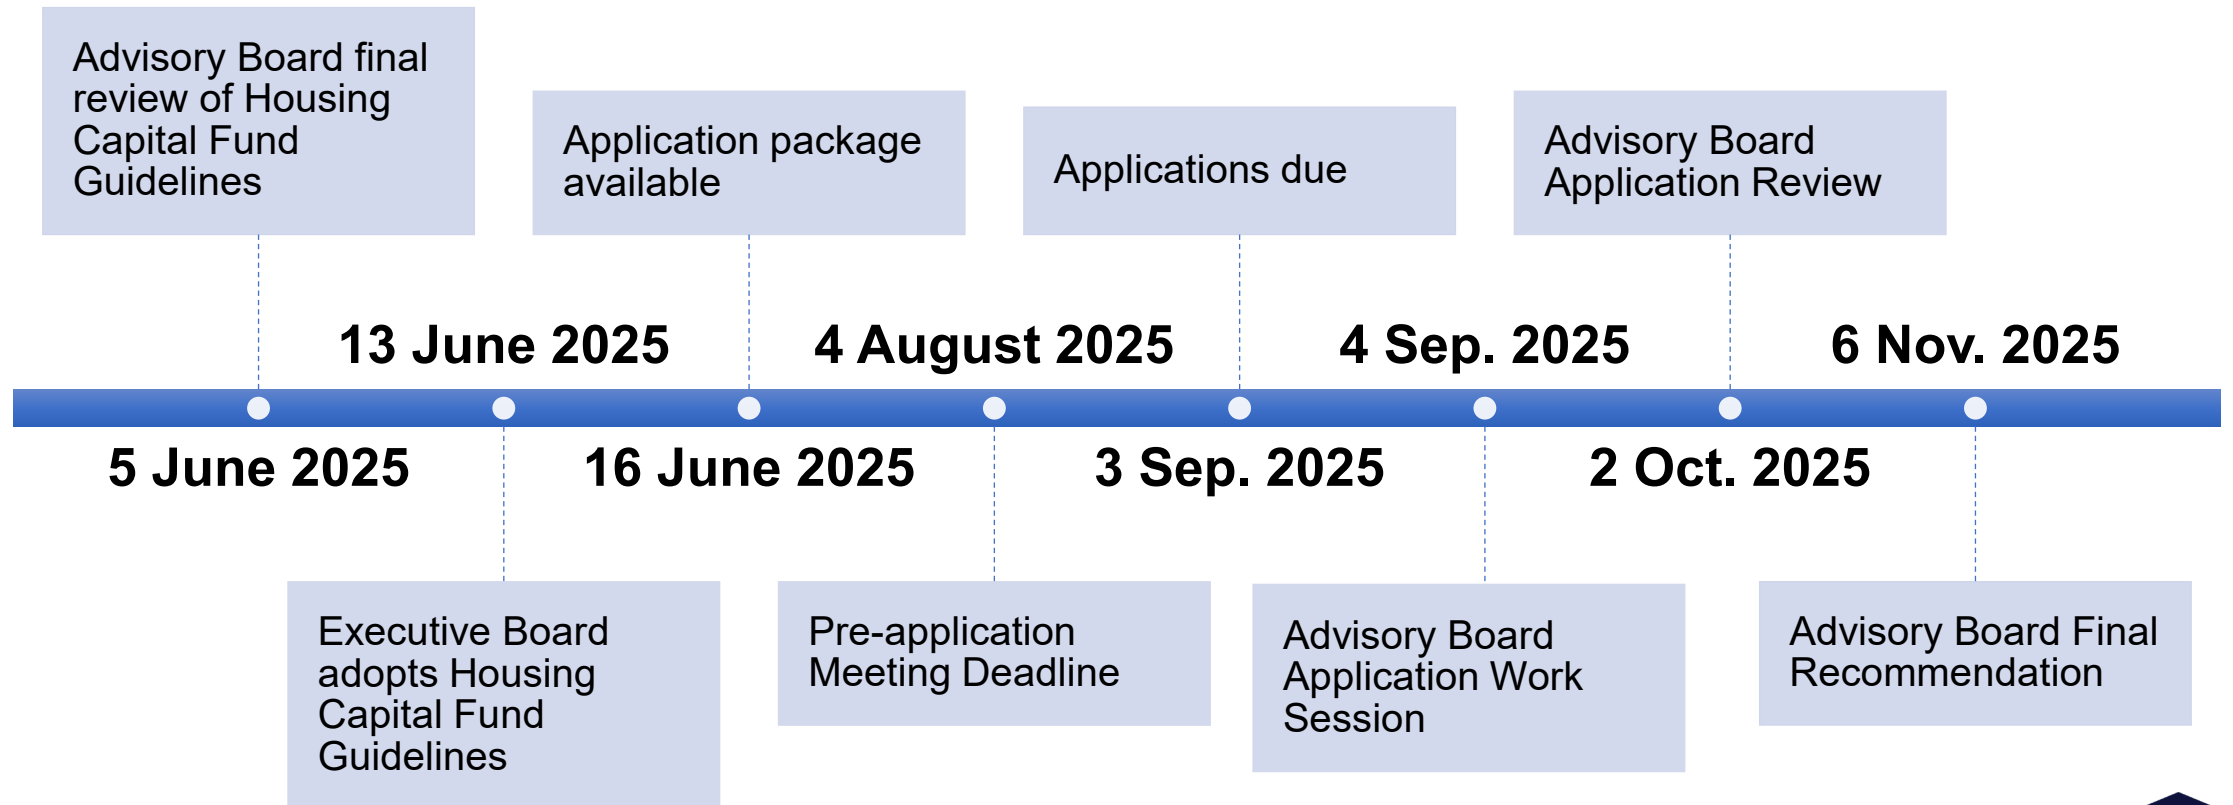 Advisory Board final
review of Housing
Capital Fund
Guidelines
Application package
available
Applications due
Advisory Board
Application Review
13 June 2025
4 August 2025
4 Sep. 2025
6 Nov. 2025
5 June 2025
16 June 2025
3 Sep. 2025
2 Oct. 2025
Executive Board
adopts Housing
Capital Fund
Guidelines
Pre-application
Meeting Deadline
Advisory Board
Application Work
Session
Advisory Board Final
Recommendation